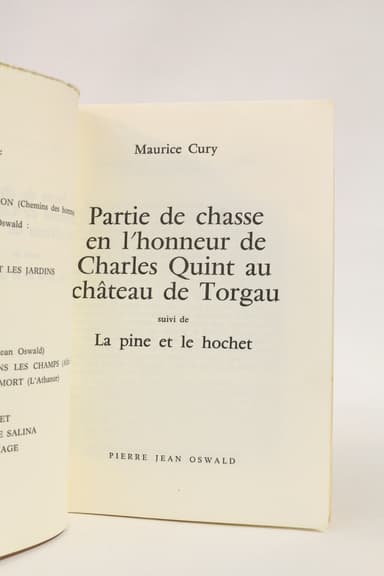 ON (Chemins des
Oswald :
T LES JARDINS
ean Oswald)
NS LES CHAMPS
MORT (L'Athanor)
ET
E SALINA
AGE
Maurice Cury
Partie de chasse
en l'honneur de
Charles Quint au
château de Torgau
suivi de
La pine et le hochet
PIERRE JEAN OSWALD